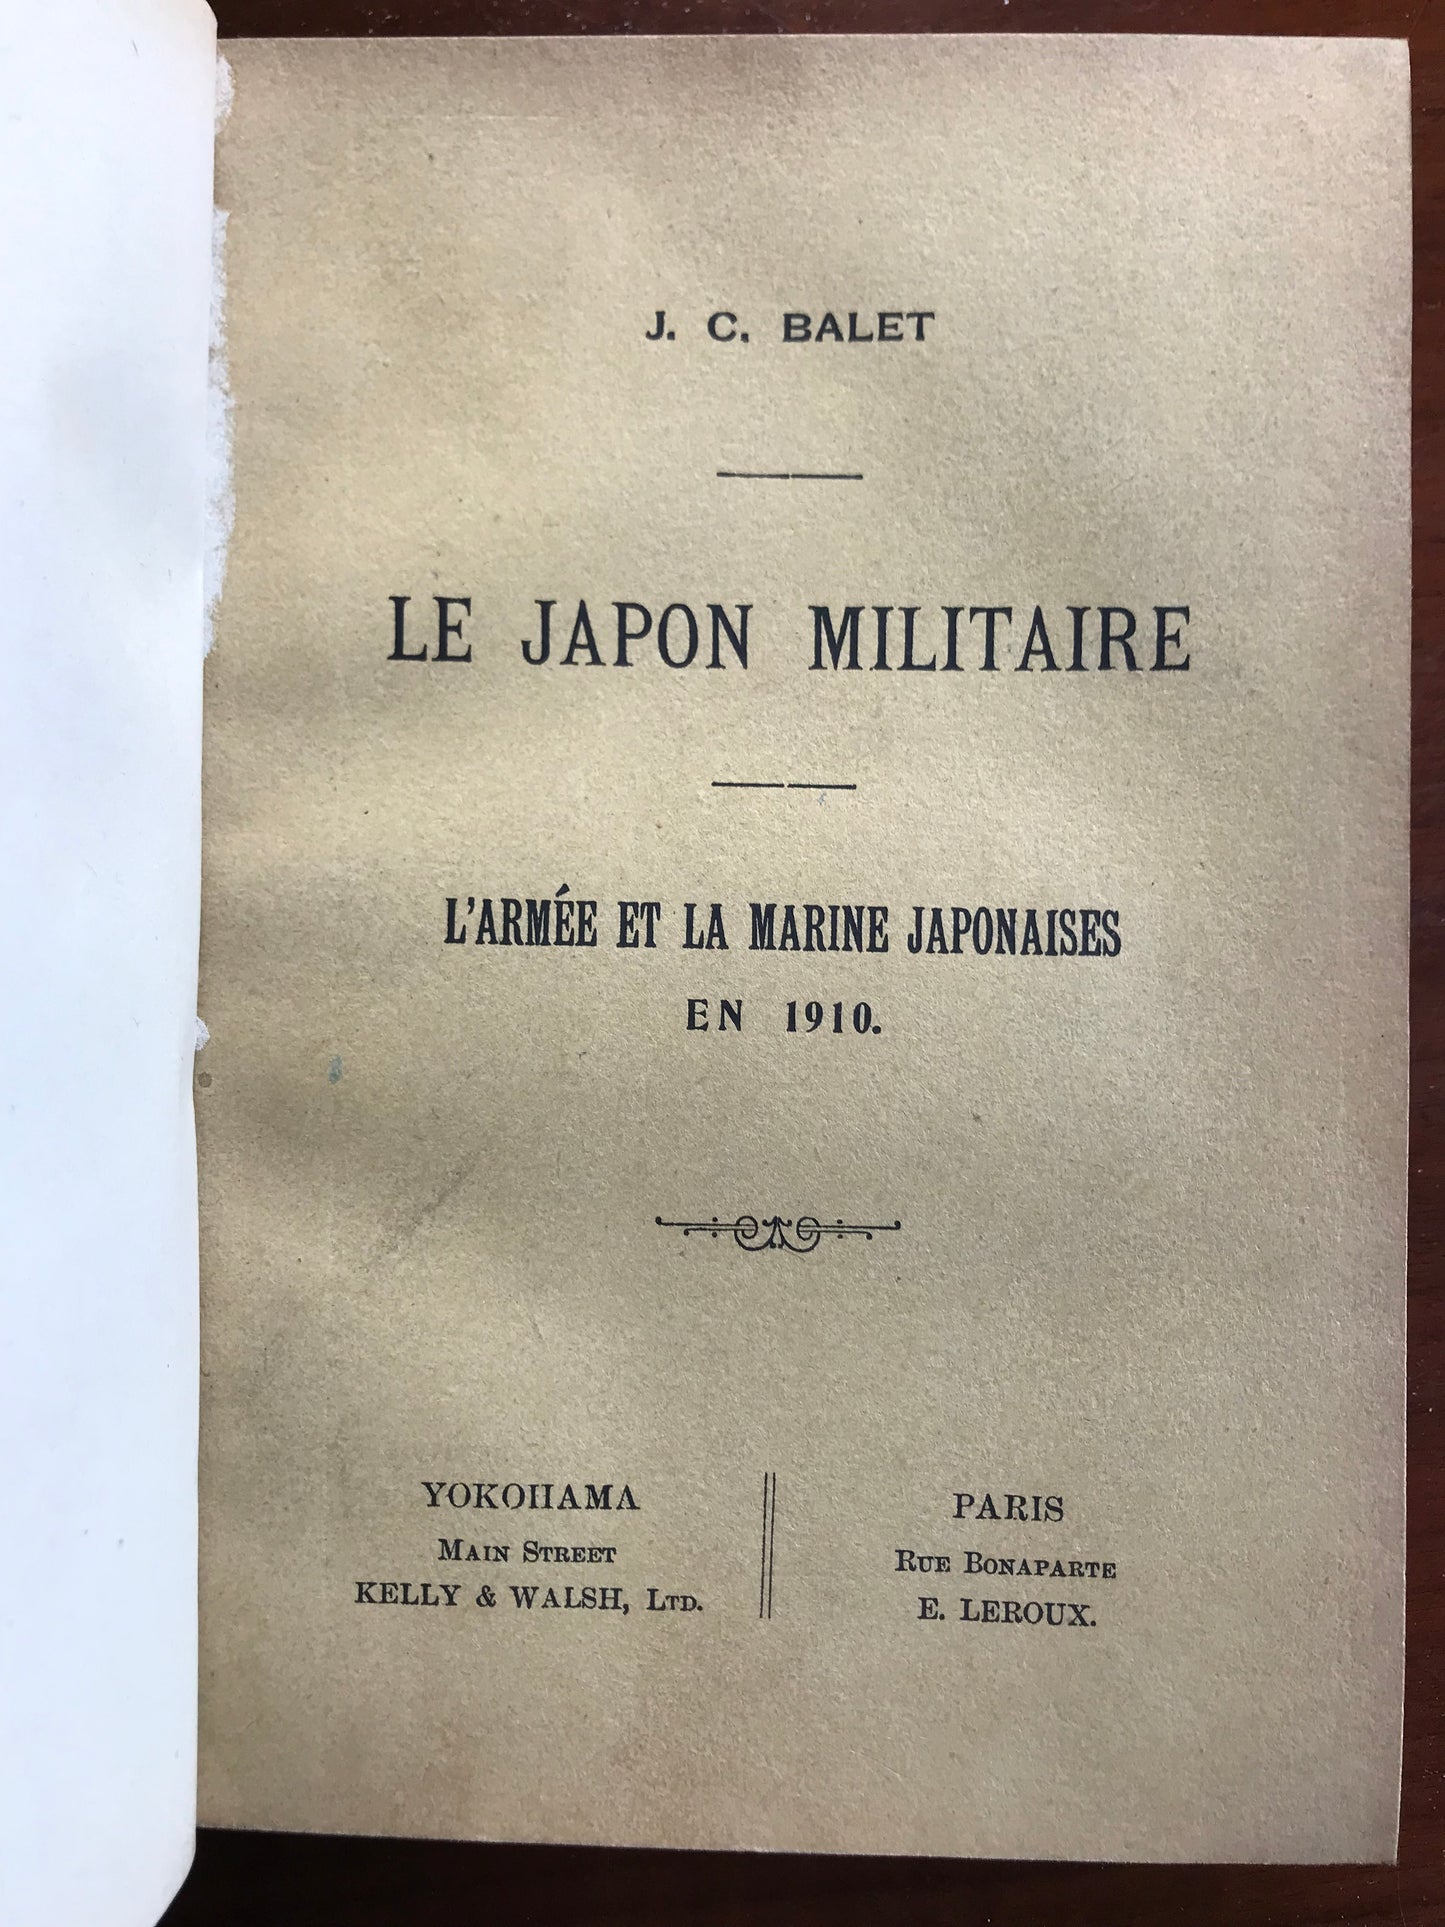 J. C. BALET
LE JAPON MILITAIRE
L'ARMÉE ET LA MARINE JAPONAISES
EN 1910.
YOKOHAMA
MAIN STREET
KELLY & WALSH, LTD.
PARIS
RUE BONAPARTE
E. LEROUX.